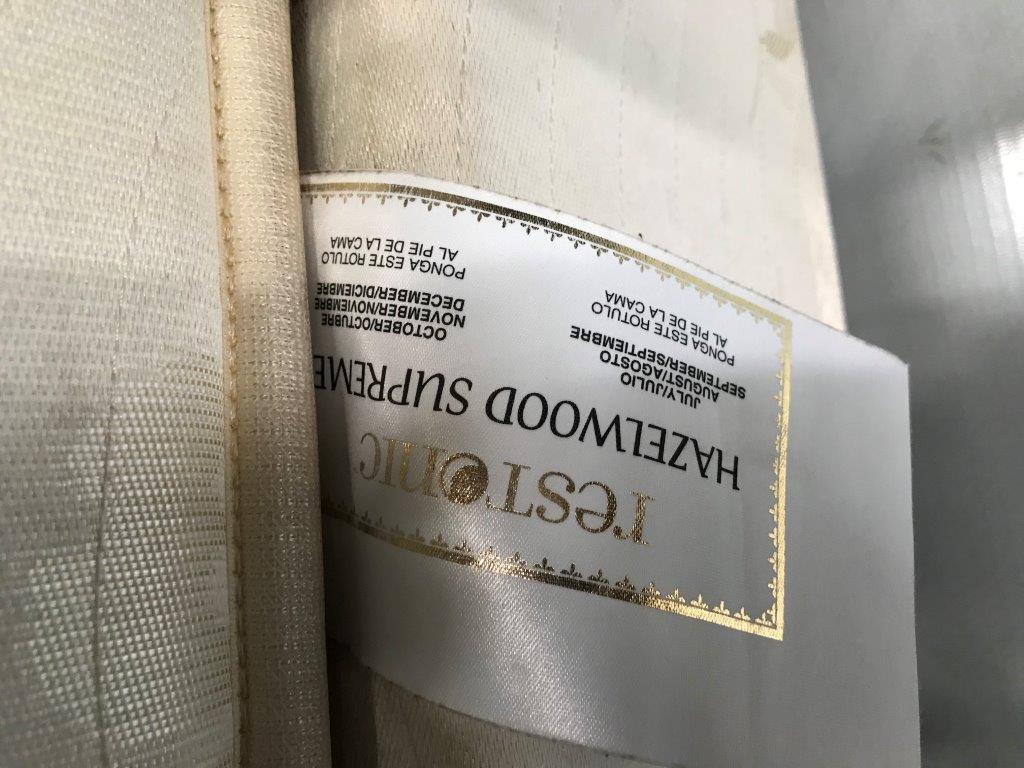 resTonic
HAZELWOOD SUPREME
JULY/JULIO
AUGUST/AGOSTO
SEPTEMBER/SEPTIEMBRE
PONGA ESTE ROTULO
AL PIE DE LA CAMA
OCTOBER/OCTUBRE
NOVEMBER/NOVIEMBRE
DECEMBER/DICIEMBRE
PONGA ESTE ROTULO
AL PIE DE LA CAMA